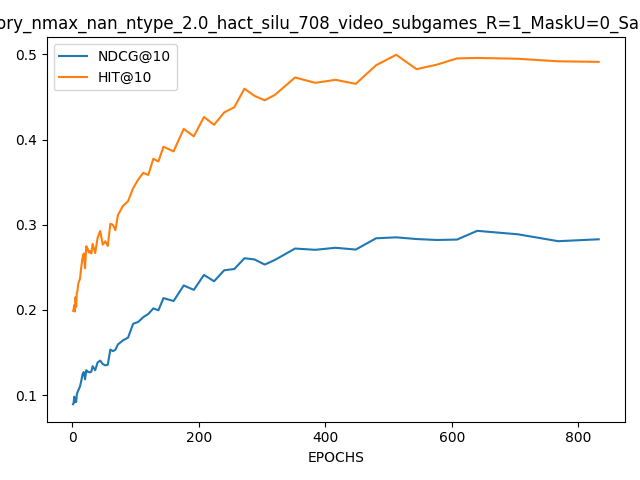 ory_nmax_nan_ntype_2.0_hact_silu_708_video_subgames_R=1_MaskU=0_Sa
NDCG@10
HIT@10
0.5
0.4
0.3
0.2
0.1
0 200 400 600 800
EPOCHS